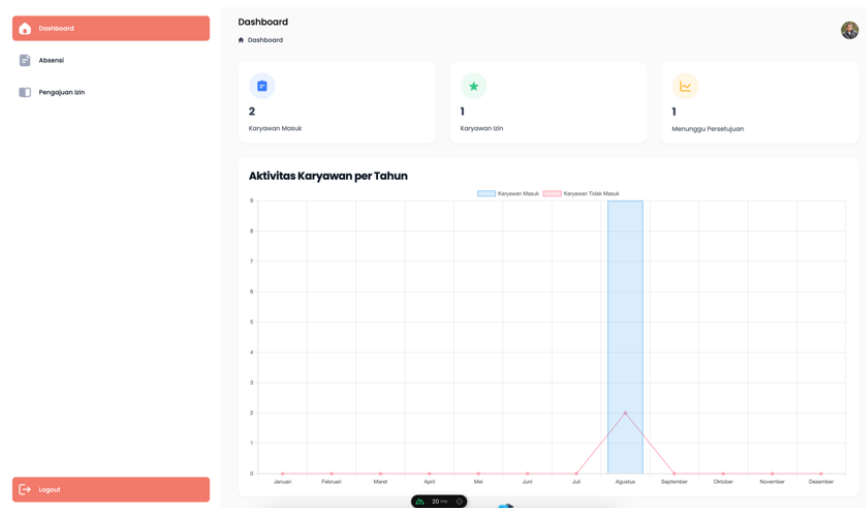 Dashboard
Absensi
Pengajuan Izin
Logout
Dashboard
Dashboard
2
Karyawan Masuk
1
Karyawan Izin
1
Menunggu Persetujuan
Aktivitas Karyawan per Tahun
Karyawan Masuk Karyawan Tidak Masuk
9
8
7
6
5
4
3
2
1
0
Januari Februari Maret April Mei Juni Juli Agustus September Oktober November Desember
20 ms